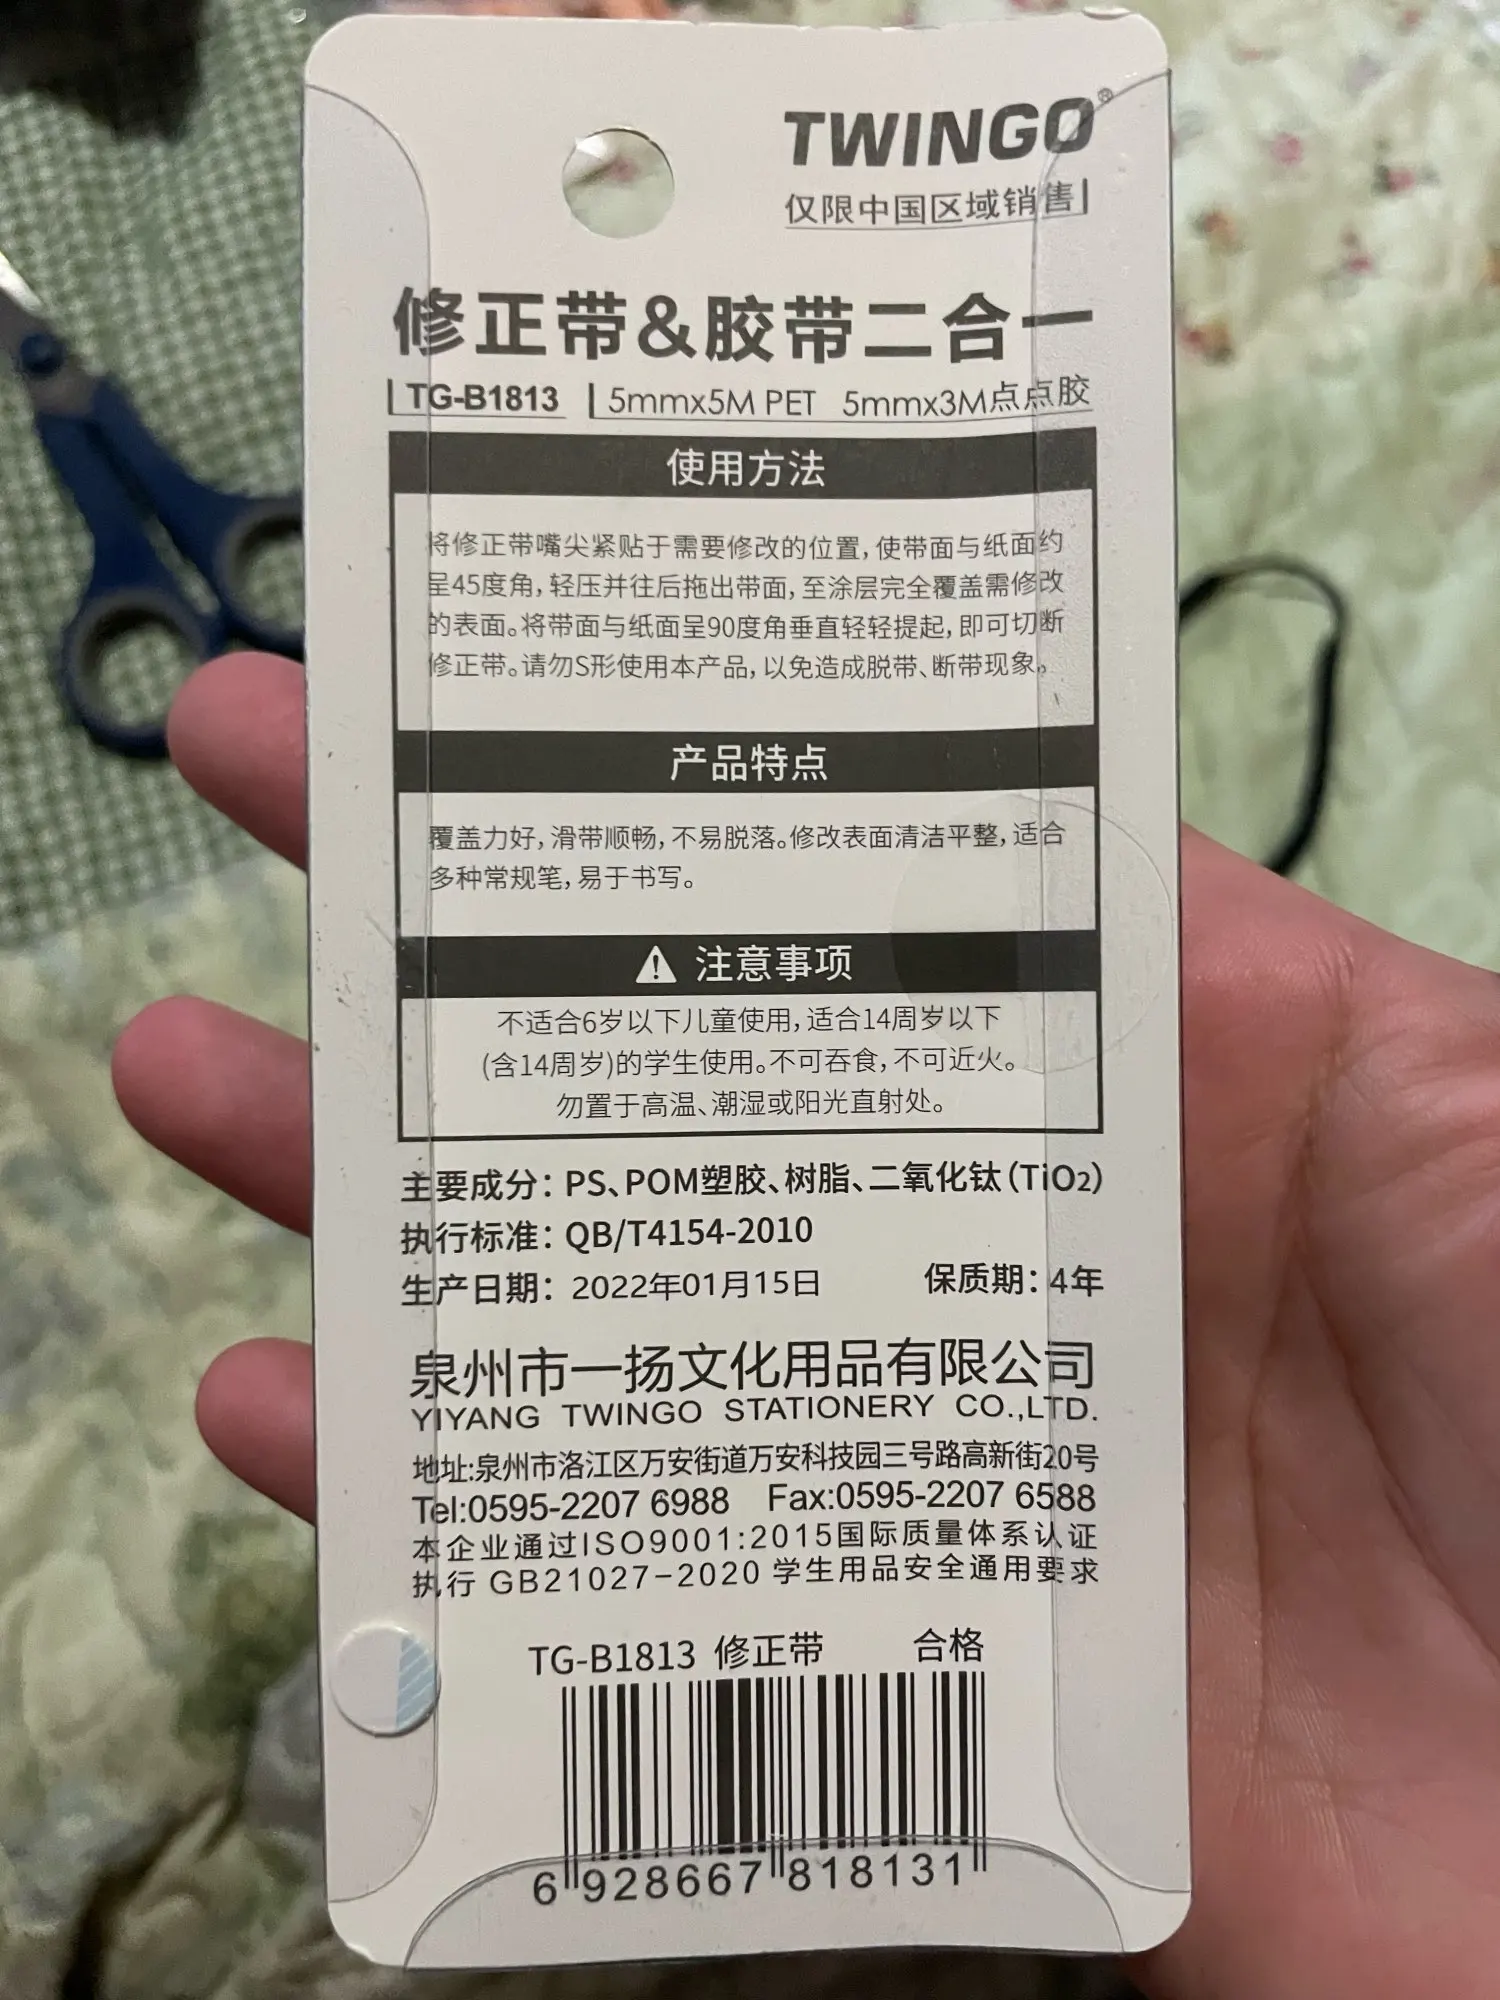 TWINGO®
仅限中国区域销售
修正带&胶带二合一
TG-B1813 5mmx5M PET 5mmx3M点点胶
使用方法
将修正带嘴尖紧贴于需要修改的位置,使带面与纸面约
呈45度角,轻压并往后拖出带面,至涂层完全覆盖需修改
的表面。将带面与纸面呈90度角垂直轻轻提起,即可切断
修正带。请勿S形使用本产品,以免造成脱带、断带现象。
产品特点
覆盖力好,滑带顺畅,不易脱落。修改表面清洁平整,适合
多种常规笔,易于书写。
注意事项
不适合6岁以下儿童使用,适合14周岁以下
(含14周岁)的学生使用。不可吞食,不可近火。
勿置于高温、潮湿或阳光直射处。
主要成分：PS、POM塑胶、树脂、二氧化钛(TiO2)
执行标准：QB/T4154-2010
生产日期：2022年01月15日 保质期：4年
泉州市一扬文化用品有限公司
YIYANG TWINGO STATIONERY CO.,LTD.
地址:泉州市洛江区万安街道万安科技园三号路高新街20号
Tel:0595-2207 6988 Fax:0595-2207 6588
本企业通过ISO9001:2015国际质量体系认证
执行 GB21027-2020 学生用品安全通用要求
TG-B1813 修正带 合格
6 928667 818131